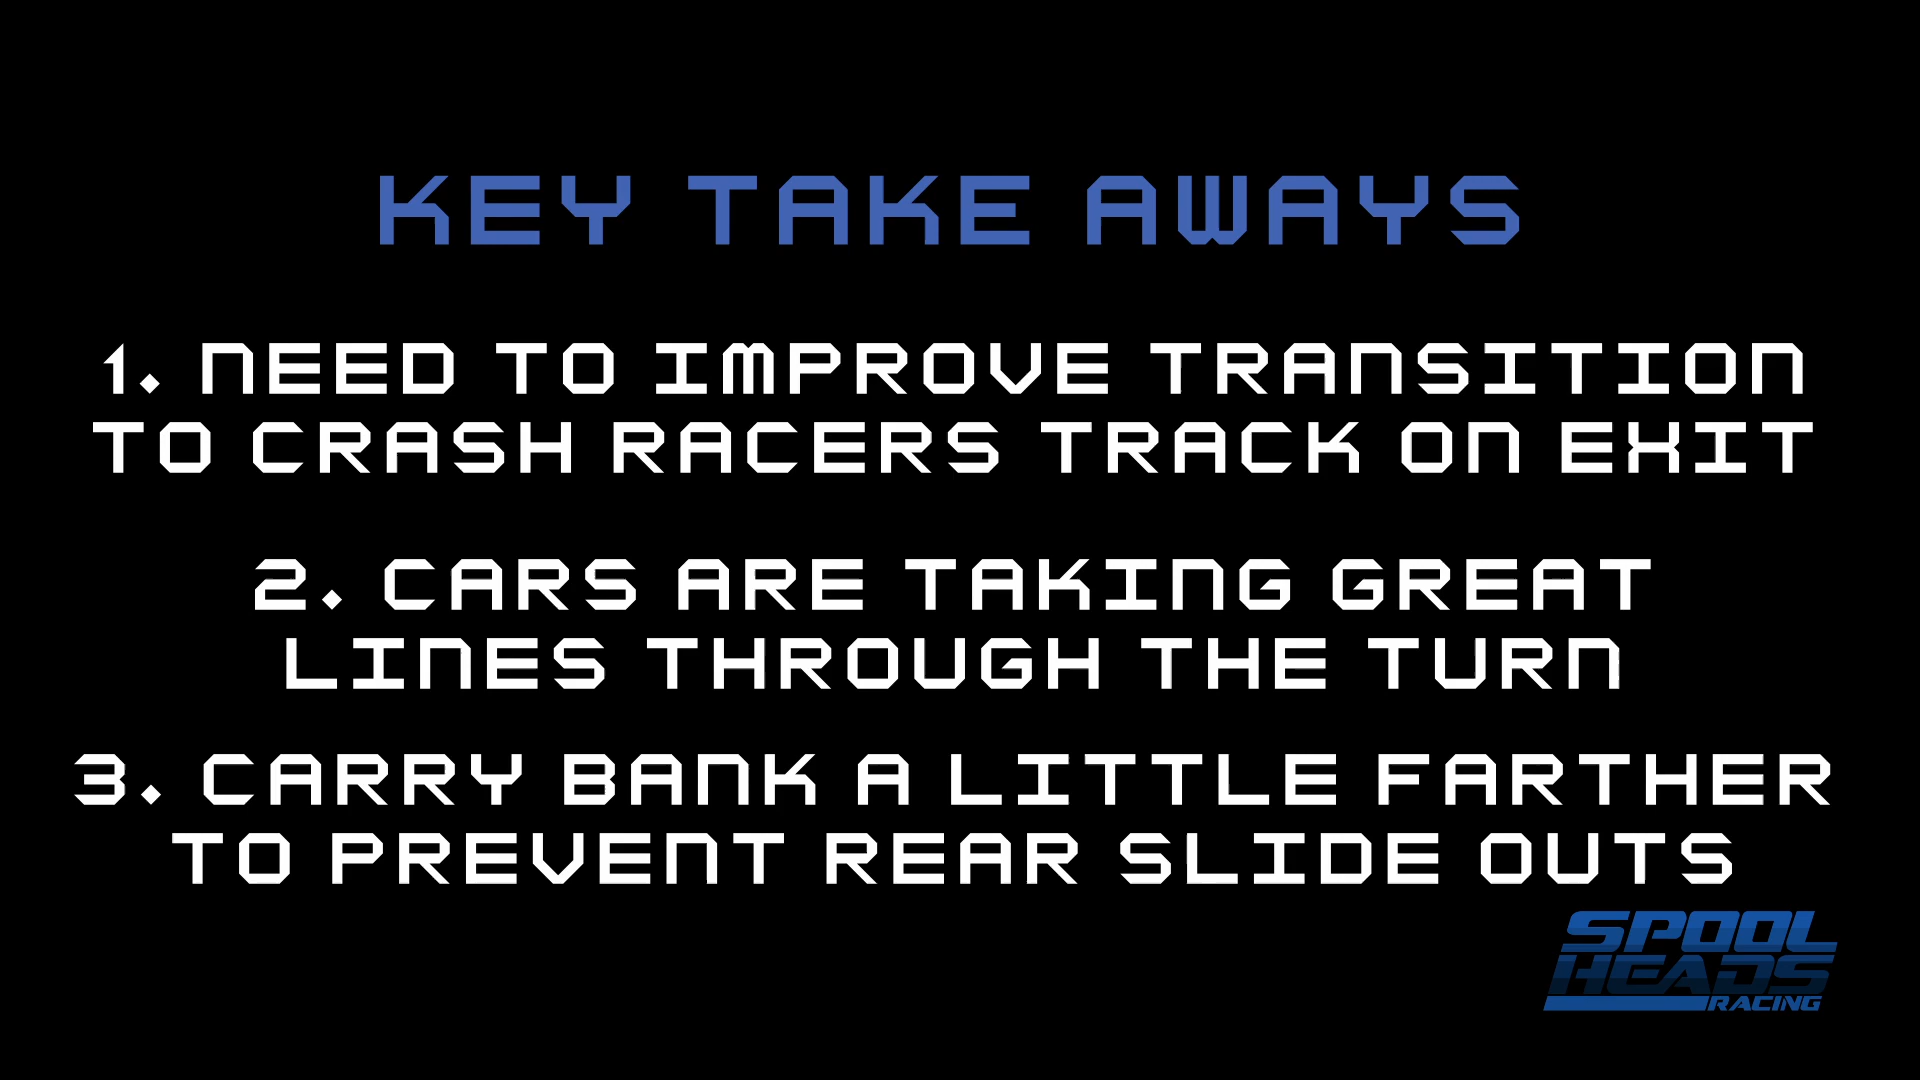 KEY TAKE AWAYS
1. NEED TO IMPROVE TRANSITION
TO CRASH RACERS TRACK ON EXIT
2. CARS ARE TAKING GREAT
LINES THROUGH THE TURN
3. CARRY BANK A LITTLE FARTHER
TO PREVENT REAR SLIDE OUTS
SPOOL
HEADS
RACING